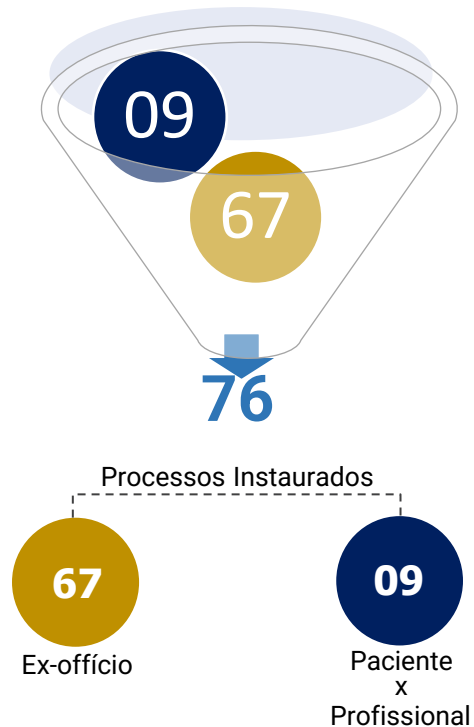 09
67
76
Processos Instaurados
67
09
Ex-offício
Paciente
x
Profissional